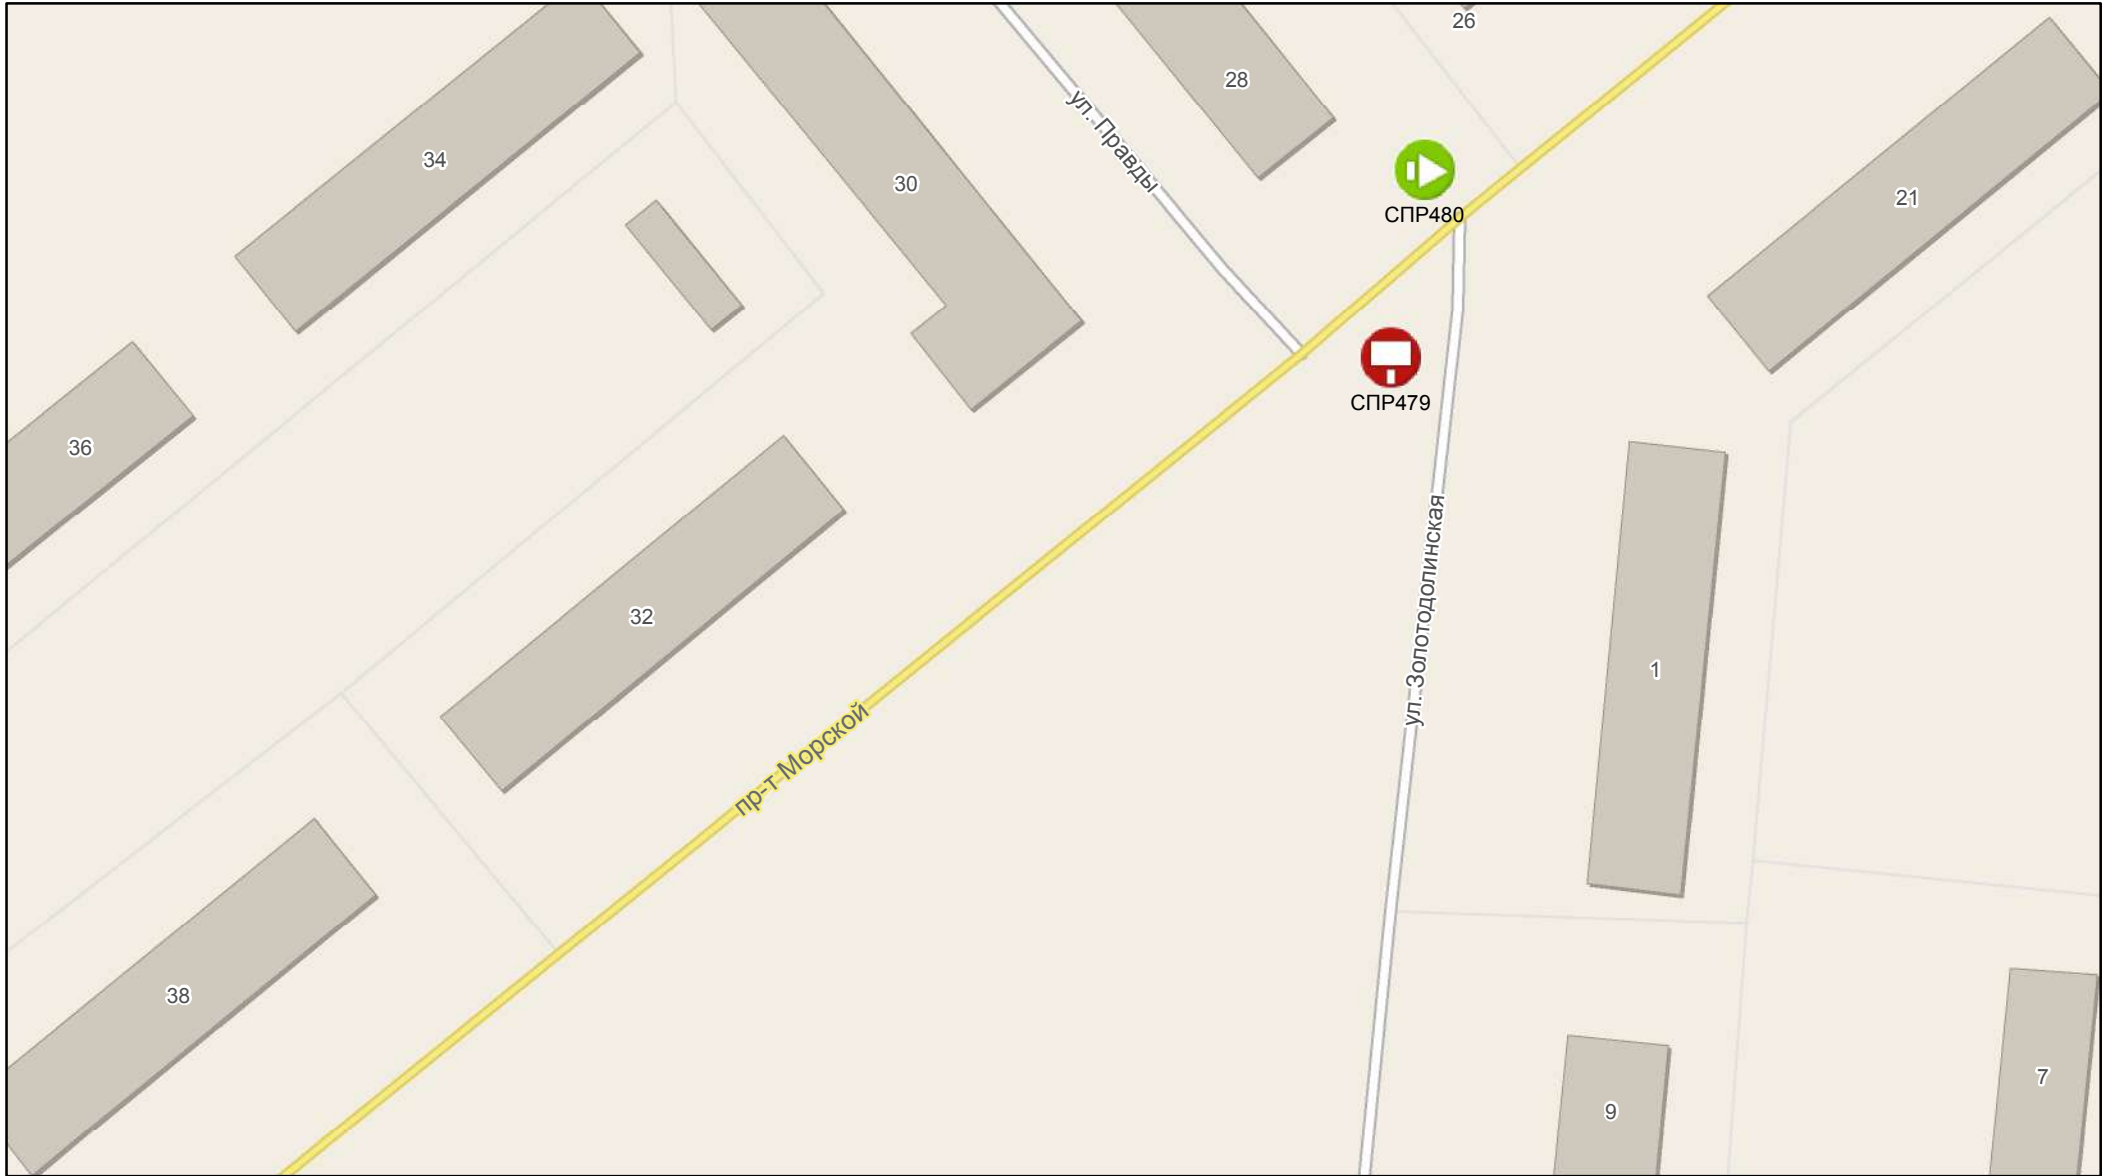 26
28
ул. Правды
34
30
21
СПР480
СПР479
36
ул. Золотодолинская
32
1
пр-т Морской
38
7
9